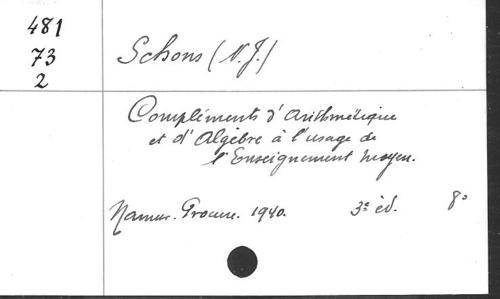 481
73
2
Schons (N.J.)
Compléments d'Arithmétique
et d'Algèbre à l'usage de
l'Enseignement Moyen.
Namur. Procure. 1940. 3e éd. 8°